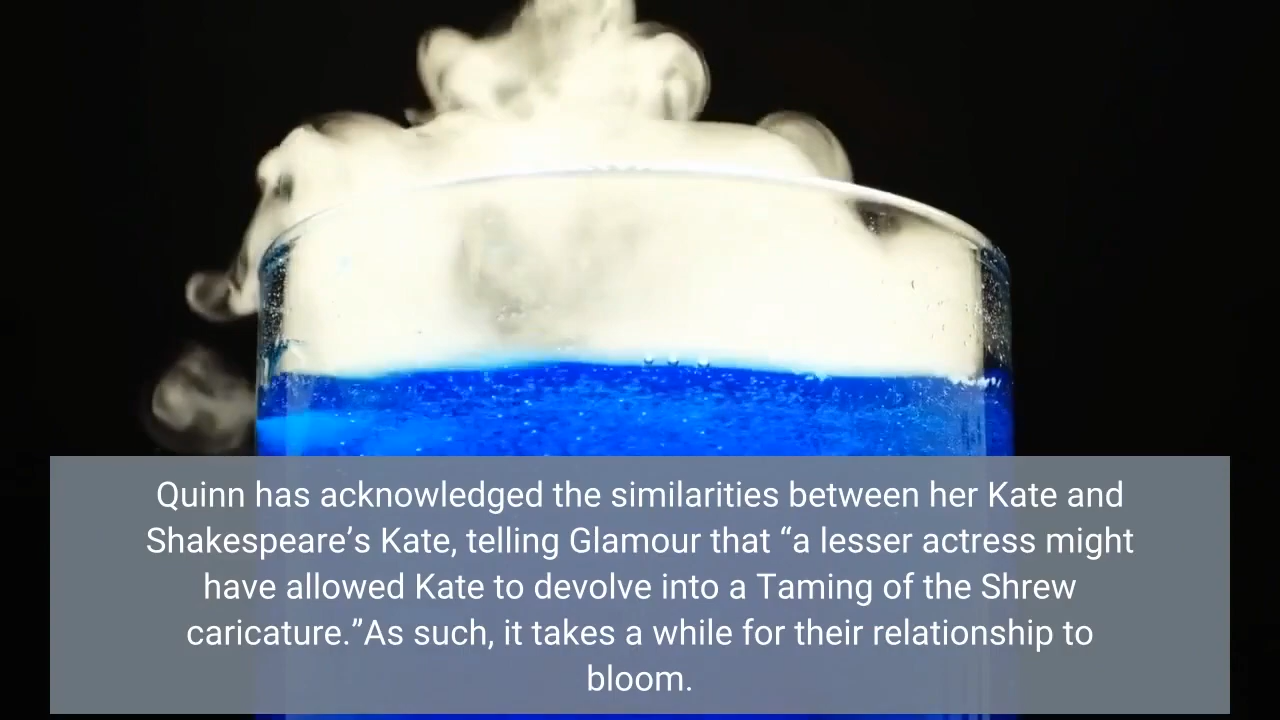 Quinn has acknowledged the similarities between her Kate and
Shakespeare’s Kate, telling Glamour that “a lesser actress might
have allowed Kate to devolve into a Taming of the Shrew
caricature.”As such, it takes a while for their relationship to
bloom.